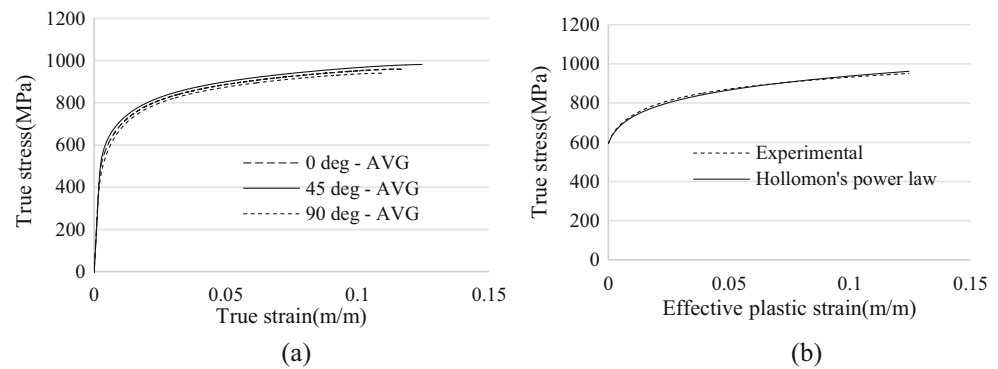 1200
1000
800
600
400
200
0
True stress(MPa)
0 deg - AVG
45 deg - AVG
90 deg - AVG
0
0.05
0.1
0.15
True strain(m/m)
(a)
1200
1000
800
600
400
200
0
True stress(MPa)
Experimental
Hollomon's power law
0
0.05
0.1
0.15
Effective plastic strain(m/m)
(b)